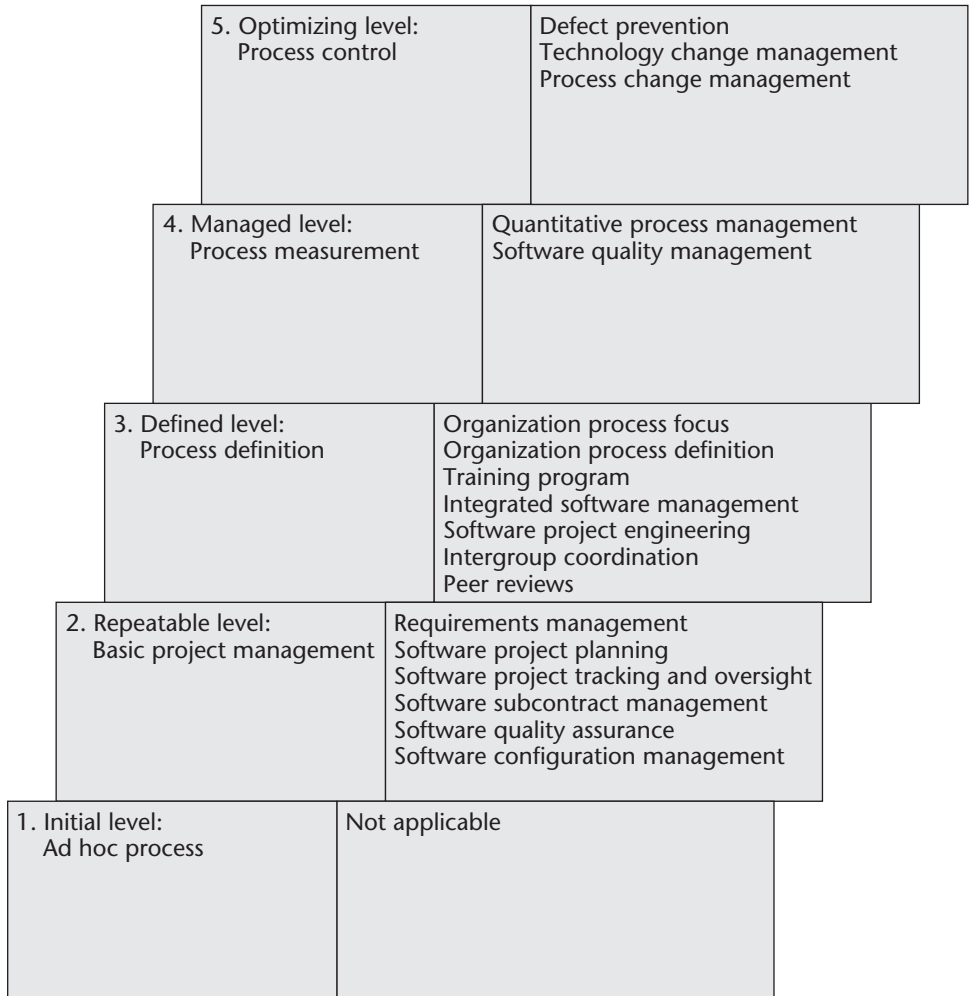 5. Optimizing level:
Process control
Defect prevention
Technology change management
Process change management
4. Managed level:
Process measurement
Quantitative process management
Software quality management
3. Defined level:
Process definition
Organization process focus
Organization process definition
Training program
Integrated software management
Software project engineering
Intergroup coordination
Peer reviews
2. Repeatable level:
Basic project management
Requirements management
Software project planning
Software project tracking and oversight
Software subcontract management
Software quality assurance
Software configuration management
1. Initial level:
Ad hoc process
Not applicable